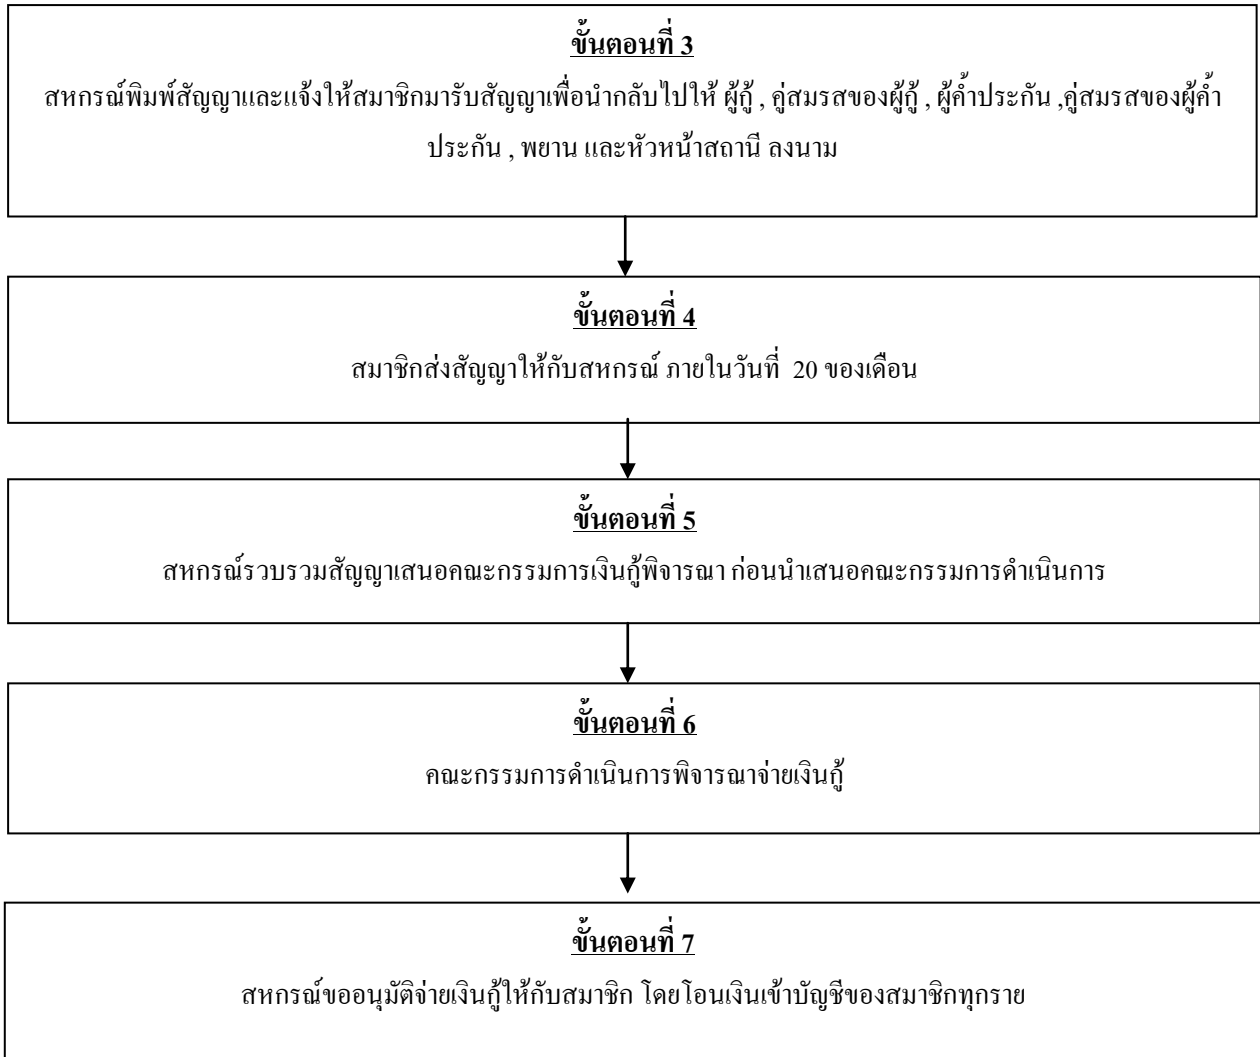 ขั้นตอนที่ 3
สหกรณ์พิมพ์สัญญาและแจ้งให้สมาชิกมารับสัญญาเพื่อนำกลับไปให้ ผู้กู้ , คู่สมรสของผู้กู้ , ผู้ค้ำประกัน ,คู่สมรสของผู้ค้ำ
ประกัน , พยาน และหัวหน้าสถานี ลงนาม
ขั้นตอนที่ 4
สมาชิกส่งสัญญาให้กับสหกรณ์ ภายในวันที่ 20 ของเดือน
ขั้นตอนที่ 5
สหกรณ์รวบรวมสัญญาเสนอคณะกรรมการเงินกู้พิจารณา ก่อนนำเสนอคณะกรรมการดำเนินการ
ขั้นตอนที่ 6
คณะกรรมการดำเนินการพิจารณาจ่ายเงินกู้
ขั้นตอนที่ 7
สหกรณ์ขออนุมัติจ่ายเงินกู้ให้กับสมาชิก โดยโอนเงินเข้าบัญชีของสมาชิกทุกราย